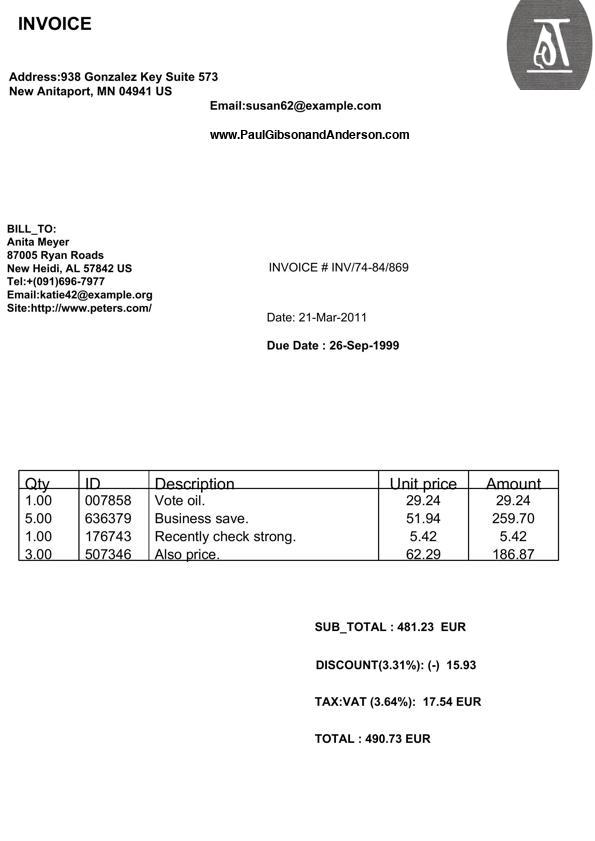 INVOICE
Address:938 Gonzalez Key Suite 573
New Anitaport, MN 04941 US
Email:susan62@example.com
www.PaulGibsonandAnderson.com
BILL_TO:
Anita Meyer
87005 Ryan Roads
New Heidi, AL 57842 US
Tel:+(091)696-7977
Email:katie42@example.org
Site:http://www.peters.com/
INVOICE # INV/74-84/869
Date: 21-Mar-2011
Due Date : 26-Sep-1999
Qty ID Description Unit price Amount
1.00 007858 Vote oil. 29.24 29.24
5.00 636379 Business save. 51.94 259.70
1.00 176743 Recently check strong. 5.42 5.42
3.00 507346 Also price. 62.29 186.87
SUB_TOTAL : 481.23 EUR
DISCOUNT(3.31%): (-) 15.93
TAX:VAT (3.64%): 17.54 EUR
TOTAL : 490.73 EUR